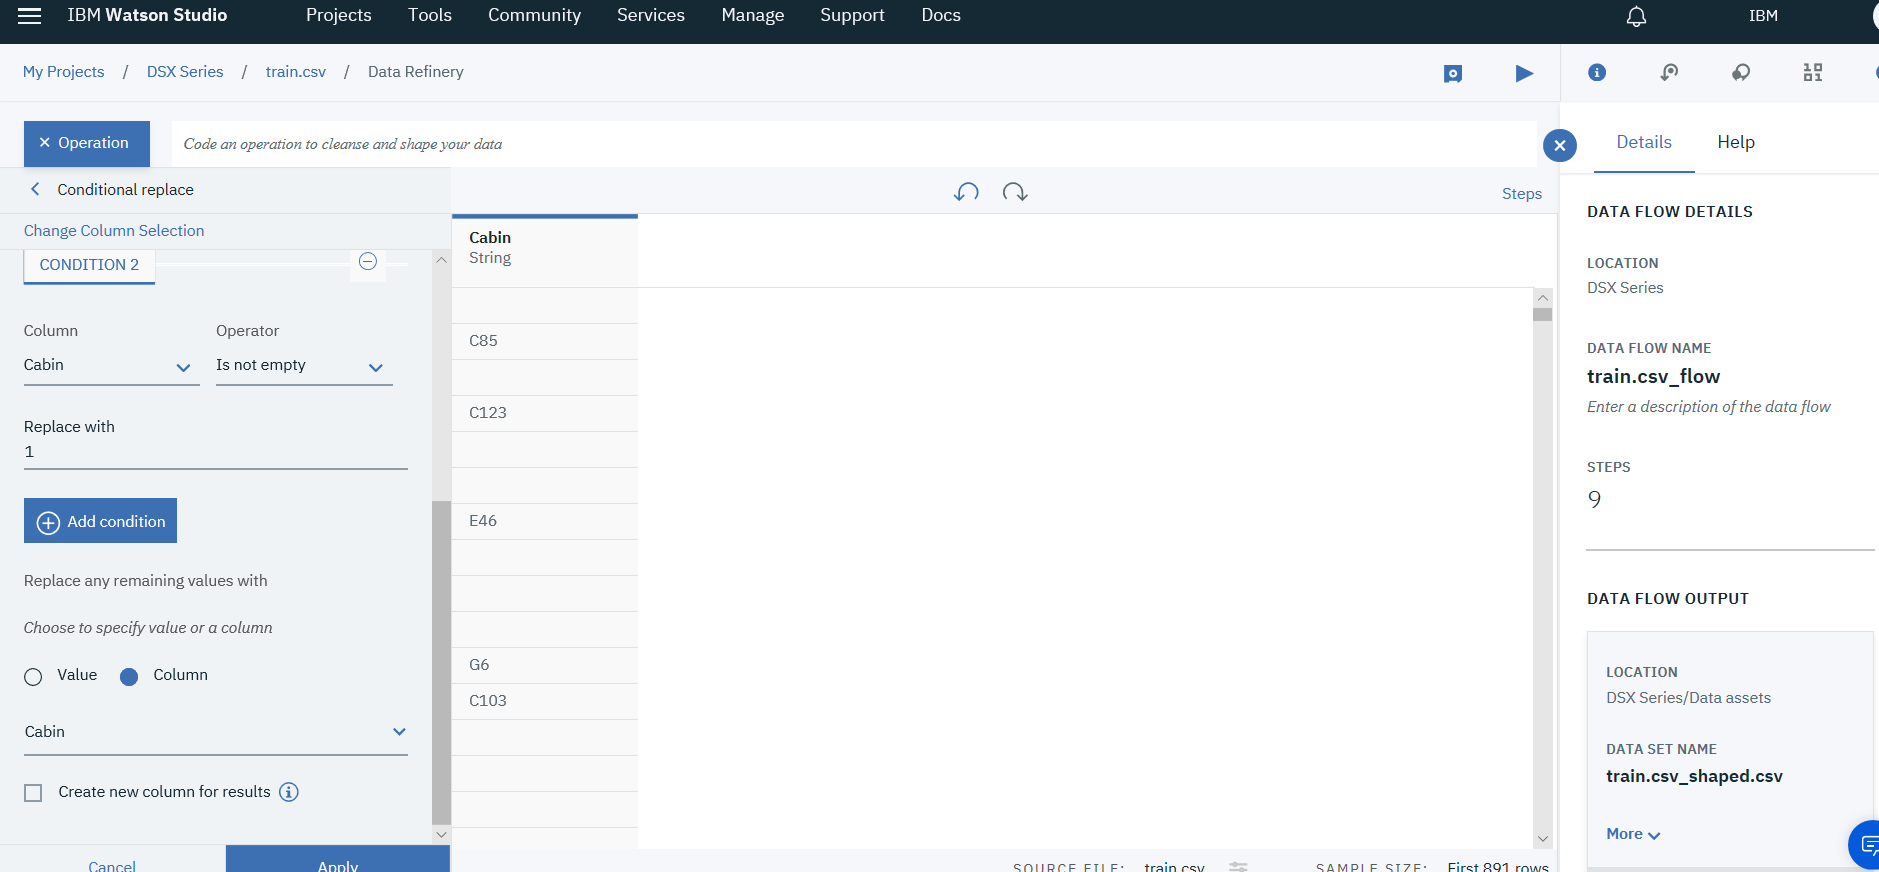 IBM Watson Studio Projects Tools Community Services Manage Support Docs IBM
My Projects / DSX Series / train.csv / Data Refinery
× Operation Code an operation to cleanse and shape your data
Conditional replace
Change Column Selection
CONDITION 2
Column Operator
Cabin Is not empty
Replace with
1
Add condition
Replace any remaining values with
Choose to specify value or a column
Value Column
Cabin
Create new column for results
Cancel Apply
Steps
Cabin
String
C85
C123
E46
G6
C103
SOURCE FILE: train.csv SAMPLE SIZE: First 891 rows
Details Help
DATA FLOW DETAILS
LOCATION
DSX Series
DATA FLOW NAME
train.csv_flow
Enter a description of the data flow
STEPS
9
DATA FLOW OUTPUT
LOCATION
DSX Series/Data assets
DATA SET NAME
train.csv_shaped.csv
More